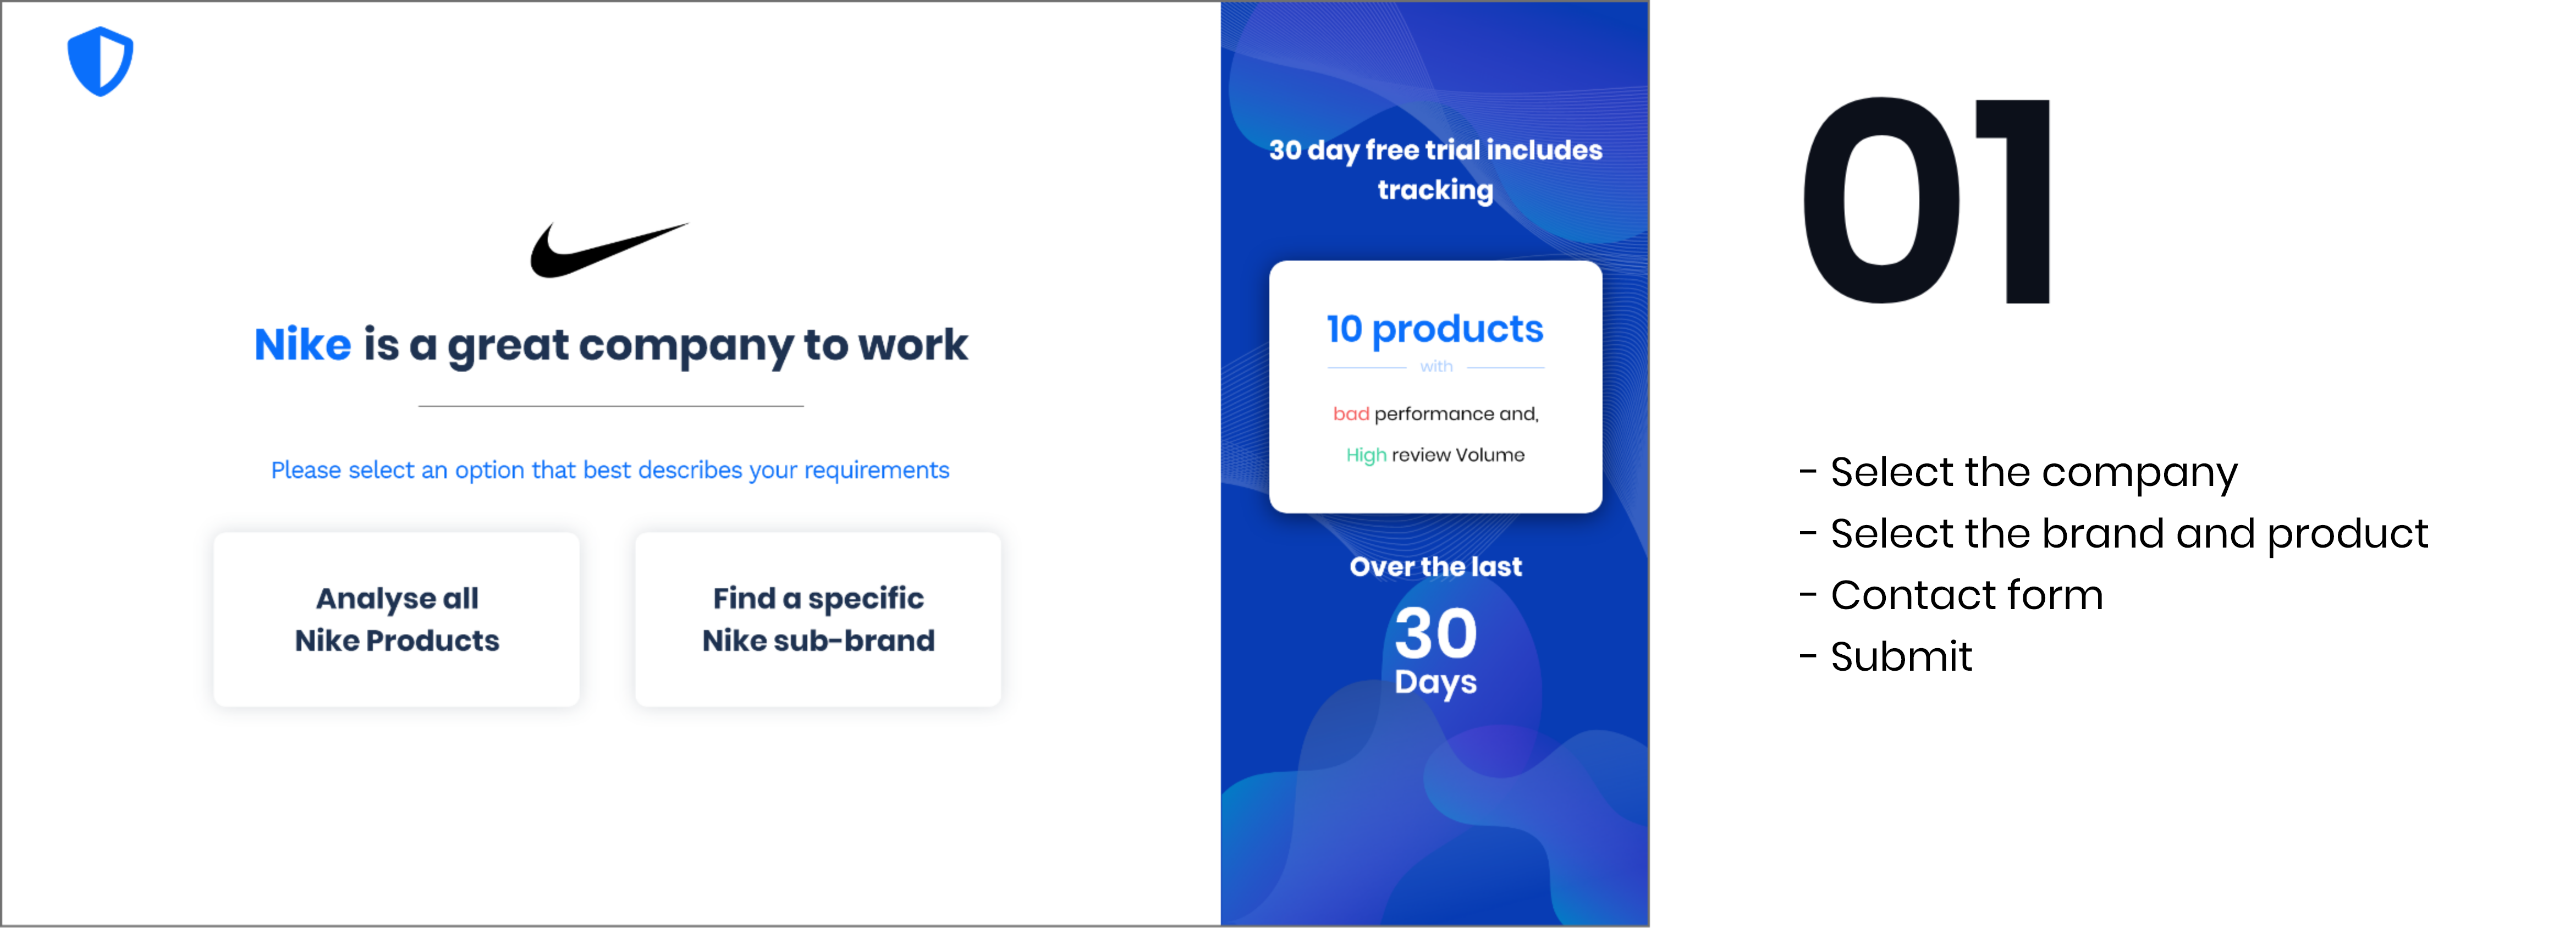 Nike is a great company to work
Please select an option that best describes your requirements
Analyse all
Nike Products
Find a specific
Nike sub-brand
30 day free trial includes
tracking
10 products
with
bad performance and,
High review Volume
Over the last
30
Days
01
- Select the company
- Select the brand and product
- Contact form
- Submit